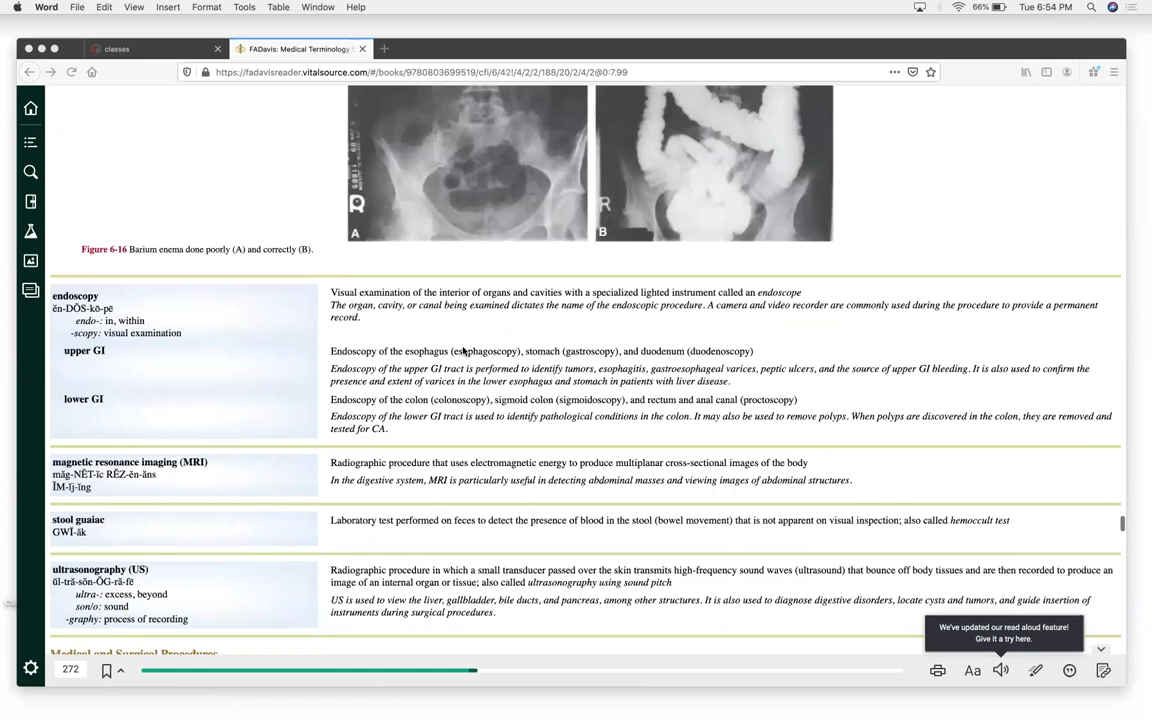 Word File Edit View Insert Format Tools Table Window Help 66% Tue 6:54 PM
classes
FADavis: Medical Terminology
https://fadavisreader.vitalsource.com/#/books/9780803699519/cfi/6/42!/4/2/2/188/20/2/4/2@0:7.99
R
A
R
B
Figure 6-16 Barium enema done poorly (A) and correctly (B).
endoscopy
ĕn-DŎS-kō-pē
endo-: in, within
-scopy: visual examination
Visual examination of the interior of organs and cavities with a specialized lighted instrument called an endoscope
The organ, cavity, or canal being examined dictates the name of the endoscopic procedure. A camera and video recorder are commonly used during the procedure to provide a permanent
record.
upper GI
Endoscopy of the esophagus (esophagoscopy), stomach (gastroscopy), and duodenum (duodenoscopy)
Endoscopy of the upper GI tract is performed to identify tumors, esophagitis, gastroesophageal varices, peptic ulcers, and the source of upper GI bleeding. It is also used to confirm the
presence and extent of varices in the lower esophagus and stomach in patients with liver disease.
lower GI
Endoscopy of the colon (colonoscopy), sigmoid colon (sigmoidoscopy), and rectum and anal canal (proctoscopy)
Endoscopy of the lower GI tract is used to identify pathological conditions in the colon. It may also be used to remove polyps. When polyps are discovered in the colon, they are removed and
tested for CA.
magnetic resonance imaging (MRI)
măg-NĔT-ĭc RĔZ-ĕn-ăns
ĬM-ĭj-ĭng
Radiographic procedure that uses electromagnetic energy to produce multiplanar cross-sectional images of the body
In the digestive system, MRI is particularly useful in detecting abdominal masses and viewing images of abdominal structures.
stool guaiac
GWĪ-ăk
Laboratory test performed on feces to detect the presence of blood in the stool (bowel movement) that is not apparent on visual inspection; also called hemoccult test
ultrasonography (US)
ŭl-tră-sŏn-ŎG-ră-fē
ultra-: excess, beyond
son/o: sound
-graphy: process of recording
Radiographic procedure in which a small transducer passed over the skin transmits high-frequency sound waves (ultrasound) that bounce off body tissues and are then recorded to produce an
image of an internal organ or tissue; also called ultrasonography using sound pitch
US is used to view the liver, gallbladder, bile ducts, and pancreas, among other structures. It is also used to diagnose digestive disorders, locate cysts and tumors, and guide insertion of
instruments during surgical procedures.
We've updated our read aloud feature!
Give it a try here.
Medical and Surgical Procedures
272
Aa